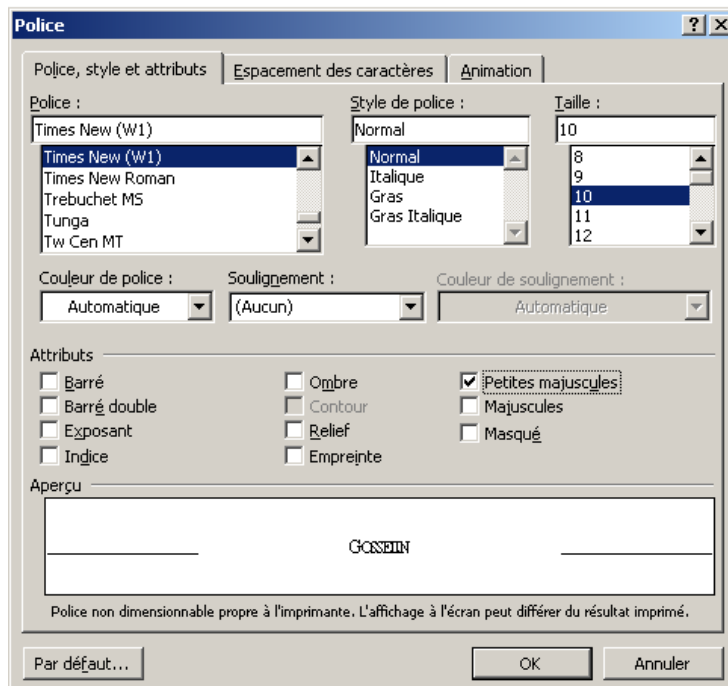 Police
Police, style et attributs Espacement des caractères Animation
Police : Style de police : Taille :
Times New (W1) Normal 10
Times New (W1) Normal 8
Times New Roman Italique 9
Trebuchet MS Gras 10
Tunga Gras Italique 11
Tw Cen MT 12
Couleur de police : Soulignement : Couleur de soulignement :
Automatique (Aucun) Automatique
Attributs
Barré Ombre Petites majuscules
Barré double Contour Majuscules
Exposant Relief Masqué
Indice Empreinte
Aperçu
GOSSELIN
Police non dimensionnable propre à l'imprimante. L'affichage à l'écran peut différer du résultat imprimé.
Par défaut... OK Annuler